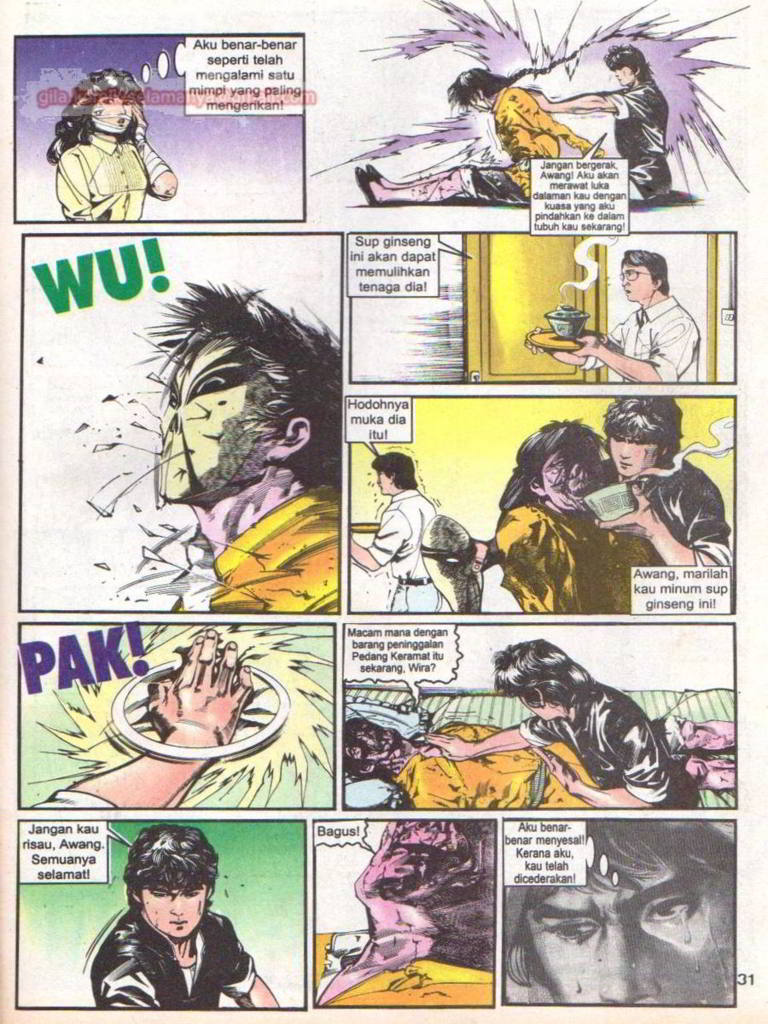 Aku benar-benar
seperti telah
mengalami satu
mimpi yang paling
mengerikan!
Jangan bergerak,
Awang! Aku akan
merawat luka
dalaman kau dengan
kuasa yang aku
pindahkan ke dalam
tubuh kau sekarang!
WU!
Sup ginseng
ini akan dapat
memulihkan
tenaga dia!
Hodohnya
muka dia
itu!
Awang, marilah
kau minum sup
ginseng ini!
PAK!
Macam mana dengan
barang peninggalan
Pedang Keramat itu
sekarang, Wira?
Jangan kau
risau, Awang.
Semuanya
selamat!
Bagus!
Aku benar-
benar menyesal!
Kerana aku,
kau telah
dicederakan!
31